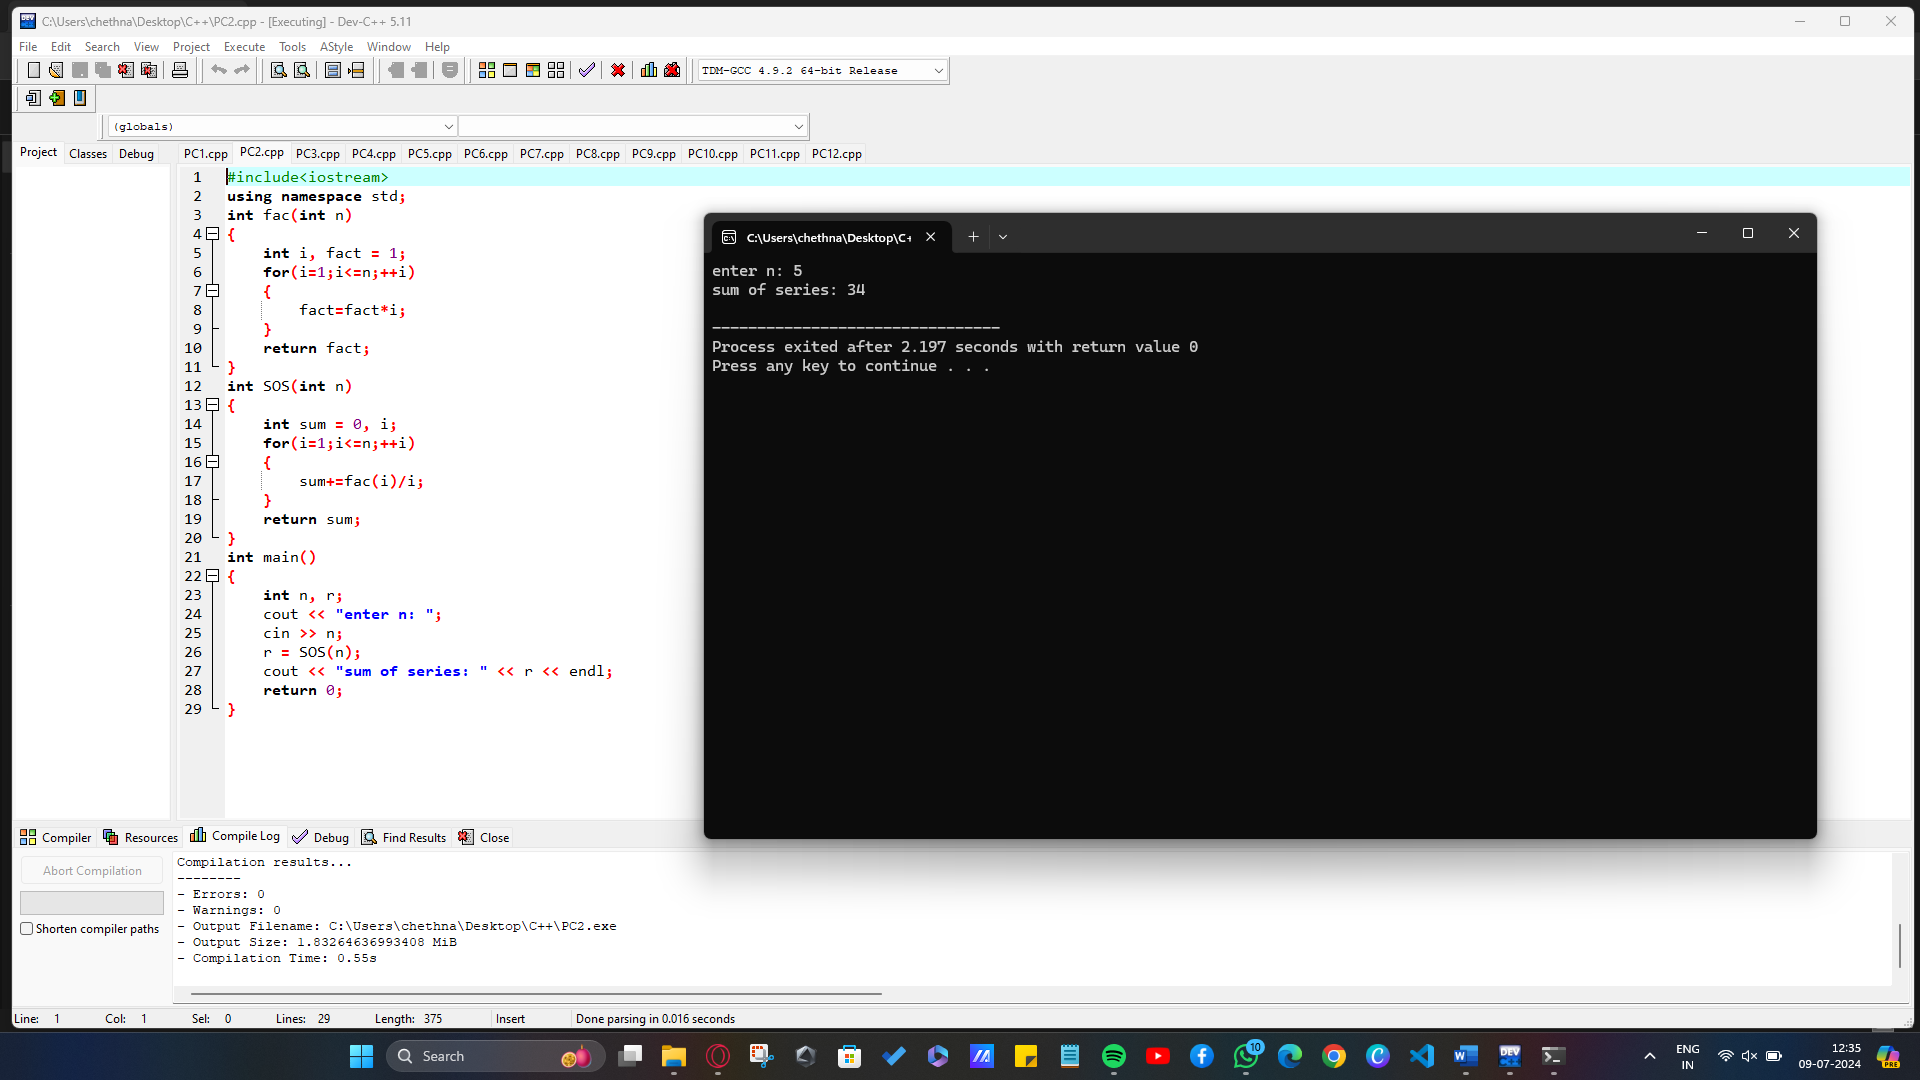 C:\Users\chethna\Desktop\C++\PC2.cpp - [Executing] - Dev-C++ 5.11
File Edit Search View Project Execute Tools AStyle Window Help
TDM-GCC 4.9.2 64-bit Release
(globals)
Project Classes Debug
PC1.cpp PC2.cpp PC3.cpp PC4.cpp PC5.cpp PC6.cpp PC7.cpp PC8.cpp PC9.cpp PC10.cpp PC11.cpp PC12.cpp
1 #include<iostream>
2 using namespace std;
3 int fac(int n)
4 {
5 int i, fact = 1;
6 for(i=1;i<=n;++i)
7 {
8 fact=fact*i;
9 }
10 return fact;
11 }
12 int SOS(int n)
13 {
14 int sum = 0, i;
15 for(i=1;i<=n;++i)
16 {
17 sum+=fac(i)/i;
18 }
19 return sum;
20 }
21 int main()
22 {
23 int n, r;
24 cout << "enter n: ";
25 cin >> n;
26 r = SOS(n);
27 cout << "sum of series: " << r << endl;
28 return 0;
29 }
C:\Users\chethna\Desktop\C+
enter n: 5
sum of series: 34
--------------------------------
Process exited after 2.197 seconds with return value 0
Press any key to continue . . .
Compiler Resources Compile Log Debug Find Results Close
Abort Compilation
Shorten compiler paths
Compilation results...
--------
- Errors: 0
- Warnings: 0
- Output Filename: C:\Users\chethna\Desktop\C++\PC2.exe
- Output Size: 1.83264636993408 MiB
- Compilation Time: 0.55s
Line: 1 Col: 1 Sel: 0 Lines: 29 Length: 375 Insert Done parsing in 0.016 seconds
Search
10
DEV
ENG
IN
12:35
09-07-2024
PRE